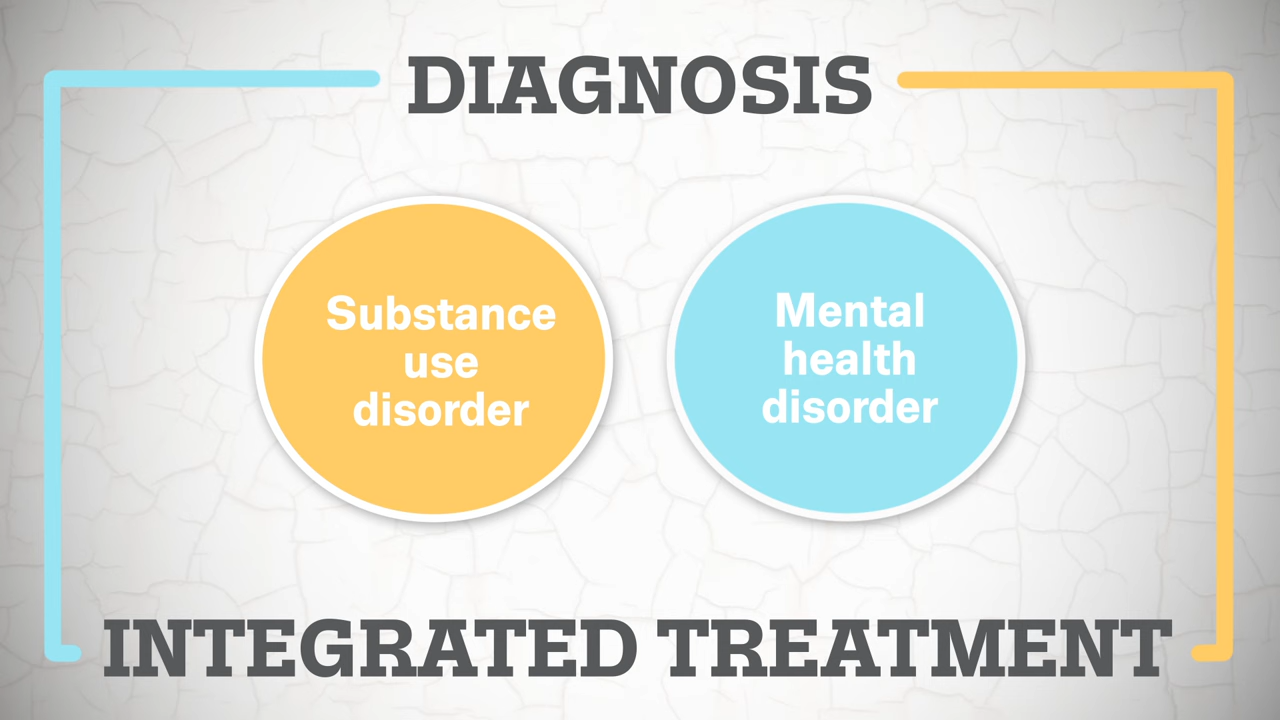 DIAGNOSIS
Substance
use
disorder
Mental
health
disorder
INTEGRATED TREATMENT